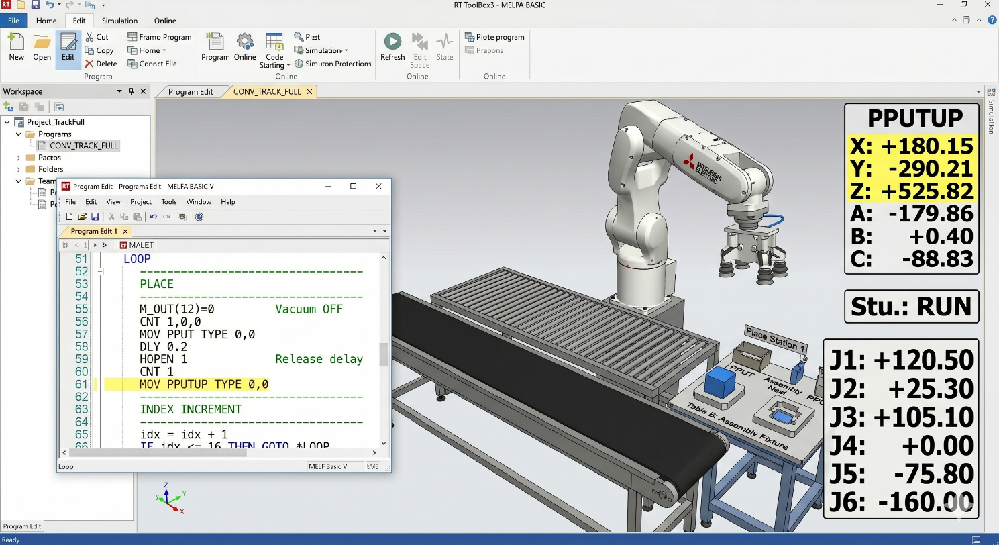 RT ToolBox3 - MELPA BASIC
File Home Edit Simulation Online
New
Open
Edit
Cut
Copy
Delete
Framo Program
Home
Connct File
Program
Program
Online
Code
Starting
Pizst
Simulation
Simuton Protections
Online
Refresh
Edit
Space
State
Online
Piote program
Prepons
Online
Workspace
Program Edit
CONV_TRACK_FULL
Simulation
Project_TrackFull
Programs
CONV_TRACK_FULL
Pactos
Folders
Team
RT Program Edit - Programs Edit - MELFA BASIC V
File Edit View Project Tools Window Help
Program Edit 1
1
RT MALET
51 LOOP
52 ----------------------------------
53 PLACE
54 ----------------------------------
55 M_OUT(12)=0 Vacuum OFF
56 CNT 1,0,0
57 MOV PPUT TYPE 0,0
58 DLY 0.2
59 HOPEN 1 Release delay
60 CNT 1
61 MOV PPUTUP TYPE 0,0
62 ----------------------------------
63 INDEX INCREMENT
64 ----------------------------------
65 idx = idx + 1
66 IF idx <= 16 THEN GOTO *LOOP
Loop
MELF Basic V
MITSUBISHI
ELECTRIC
Place Station 1
PPUT
Assembly
Nest
PPU
Table B: Assembly Fixture
PPUTUP
X: +180.15
Y: -290.21
Z: +525.82
A: -179.86
B: +0.40
C: -88.83
Stu.: RUN
J1: +120.50
J2: +25.30
J3: +105.10
J4: +0.00
J5: -75.80
J6: -160.00
Z
Y
Y
X
Program Edit
Ready